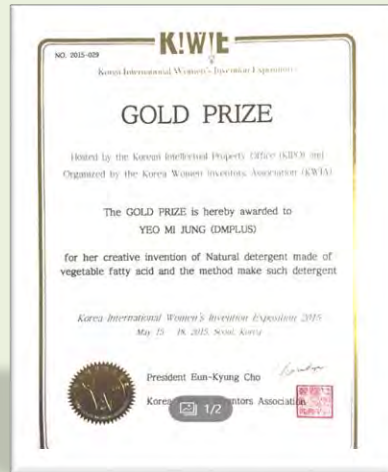 K!W!E
NO. 2015-029
Korea International Women's Invention Exposition
GOLD PRIZE
Hosted by the Korean Intellectual Property Office (KIPO) and
Organized by the Korea Women Inventors Association (KWIA)
The GOLD PRIZE is hereby awarded to
YEO MI JUNG (DMPLUS)
for her creative invention of Natural detergent made of
vegetable fatty acid and the method make such detergent
Korea International Women's Invention Exposition 2015
May 15 - 18, 2015, Seoul, Korea
President Eun-Kyung Cho
Korea entors Association
1/2